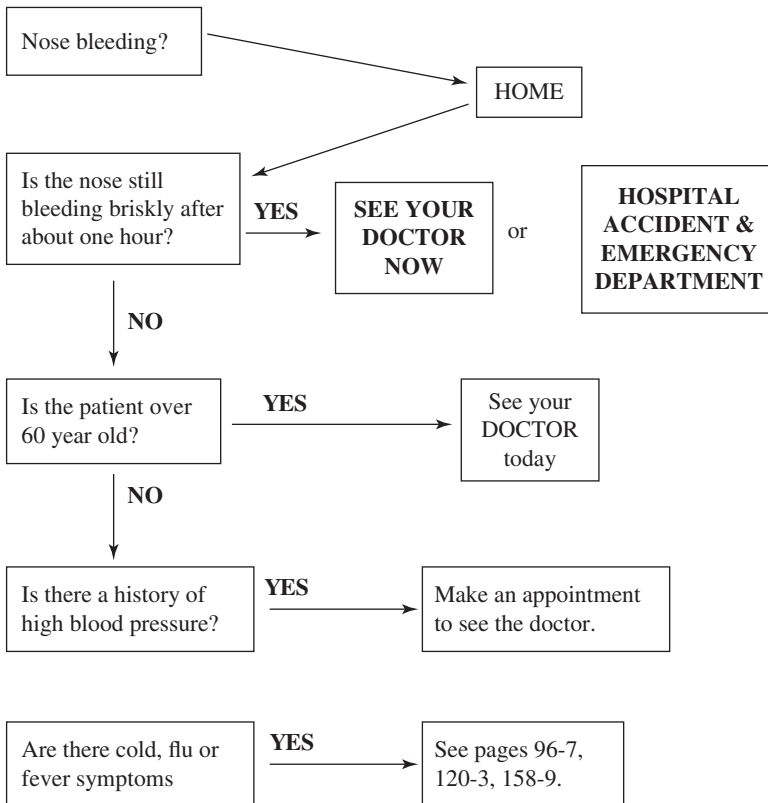 Nose bleeding?
HOME
Is the nose still
bleeding briskly after
about one hour?
YES
SEE YOUR
DOCTOR
NOW
or
HOSPITAL
ACCIDENT &
EMERGENCY
DEPARTMENT
NO
Is the patient over
60 year old?
YES
See your
DOCTOR
today
NO
Is there a history of
high blood pressure?
YES
Make an appointment
to see the doctor.
Are there cold, flu or
fever symptoms
YES
See pages 96-7,
120-3, 158-9.